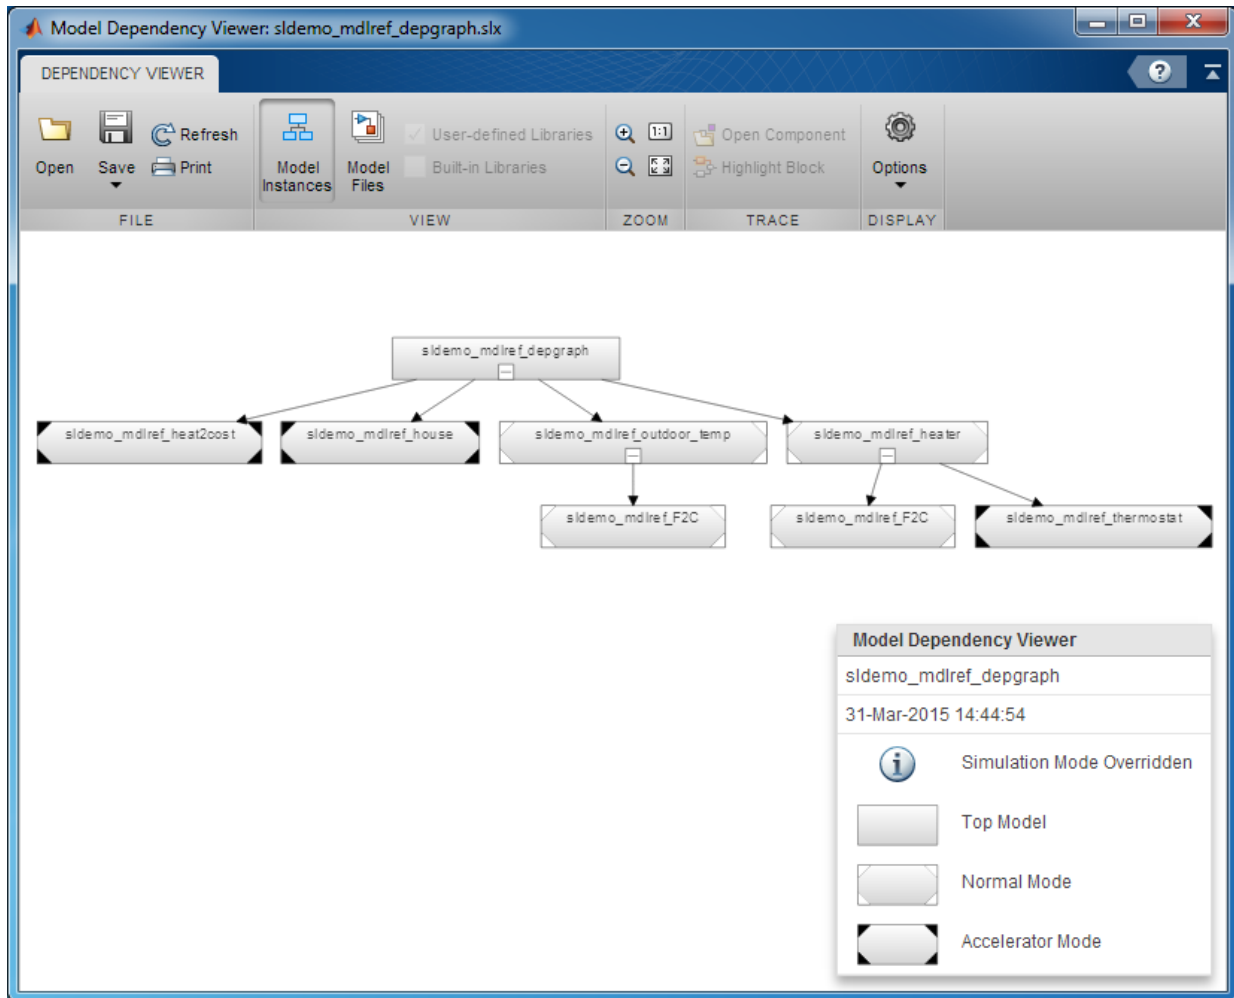 Model Dependency Viewer: sldemo_mdlref_depgraph.slx
DEPENDENCY VIEWER
?
Open
Save
Refresh
Print
Model
Instances
Model
Files
User-defined Libraries
Built-in Libraries
1:1
Open Component
Highlight Block
Options
FILE
VIEW
ZOOM
TRACE
DISPLAY
sldemo_mdlref_depgraph
sldemo_mdlref_heat2cost
sldemo_mdlref_house
sldemo_mdlref_outdoor_temp
sldemo_mdlref_heater
sldemo_mdlref_F2C
sldemo_mdlref_F2C
sldemo_mdlref_thermostat
Model Dependency Viewer
sldemo_mdlref_depgraph
31-Mar-2015 14:44:54
i Simulation Mode Overridden
Top Model
Normal Mode
Accelerator Mode